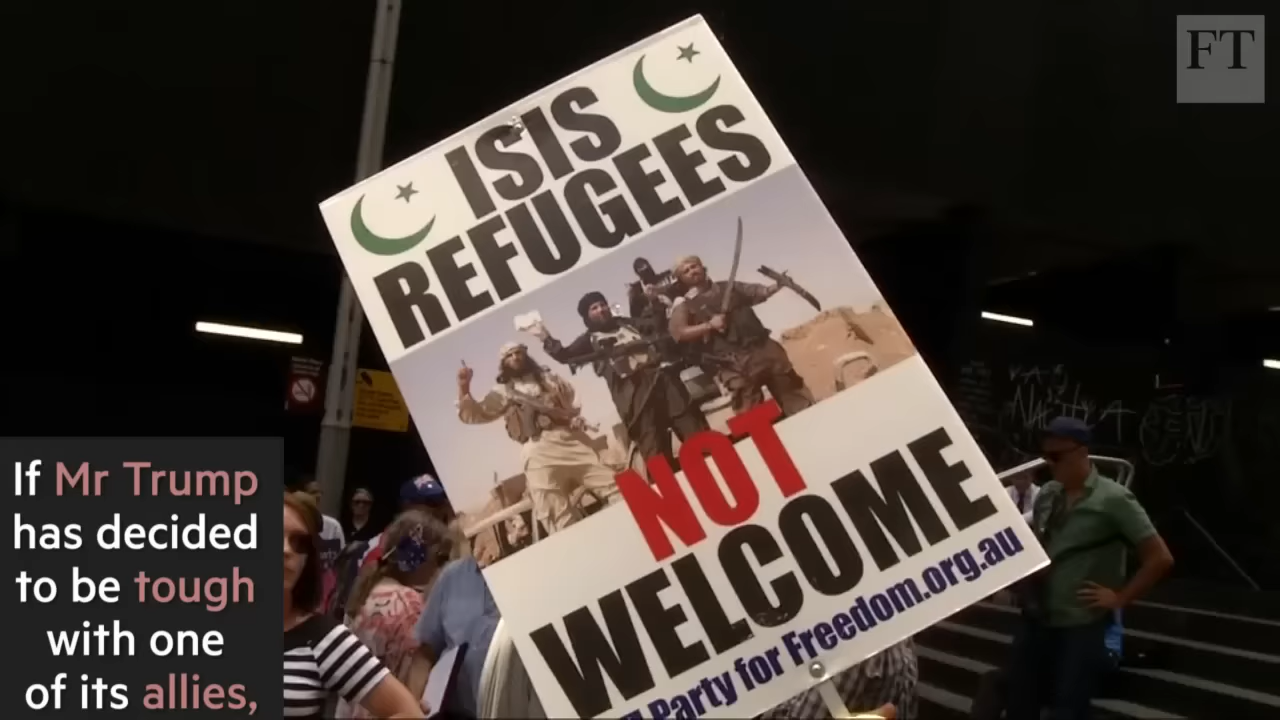 FT
ISIS
REFUGEES
NOT
WELCOME
Party for Freedom.org.au
If Mr Trump
has decided
to be tough
with one
of its allies,